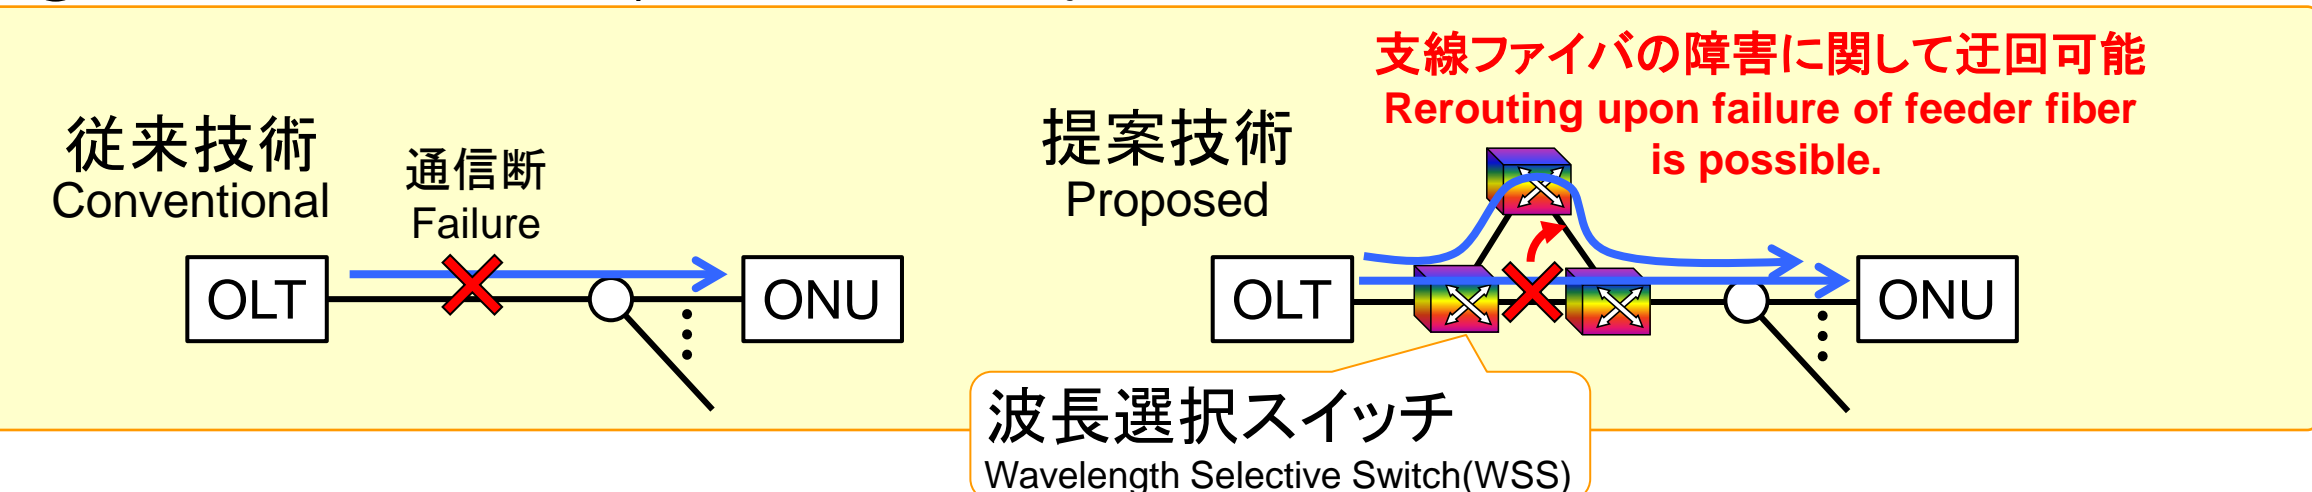 従来技術
Conventional
通信断
Failure
OLT
ONU
提案技術
Proposed
支線ファイバの障害に関して迂回可能
Rerouting upon failure of feeder fiber
is possible.
OLT
ONU
波長選択スイッチ
Wavelength Selective Switch(WSS)